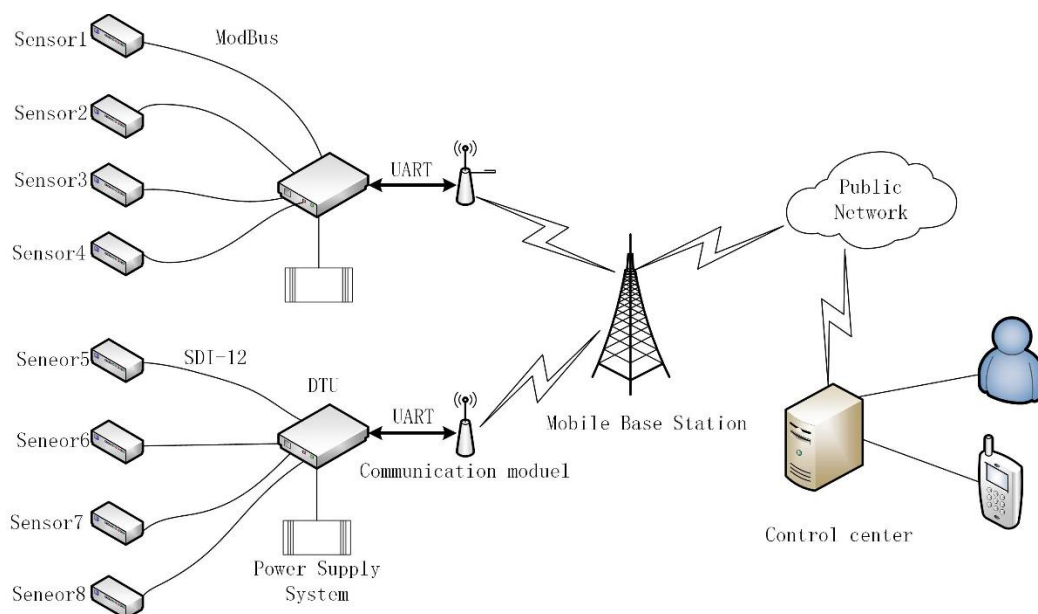 Sensor1
ModBus
Sensor2
Sensor3
UART
Sensor4
Public
Network
Seneor5
SDI-12
DTU
UART
Seneor6
Mobile Base Station
Communication moduel
Sensor7
Control center
Power Supply
System
Seneor8